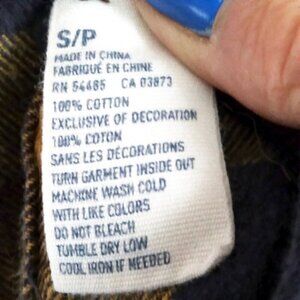 S/P
MADE IN CHINA
FABRIQUÉ EN CHINE
RN 54485 CA 03873
100% COTTON
EXCLUSIVE OF DECORATION
100% COTON
SANS LES DÉCORATIONS
TURN GARMENT INSIDE OUT
MACHINE WASH COLD
WITH LIKE COLORS
DO NOT BLEACH
TUMBLE DRY LOW
COOL IRON IF NEEDED